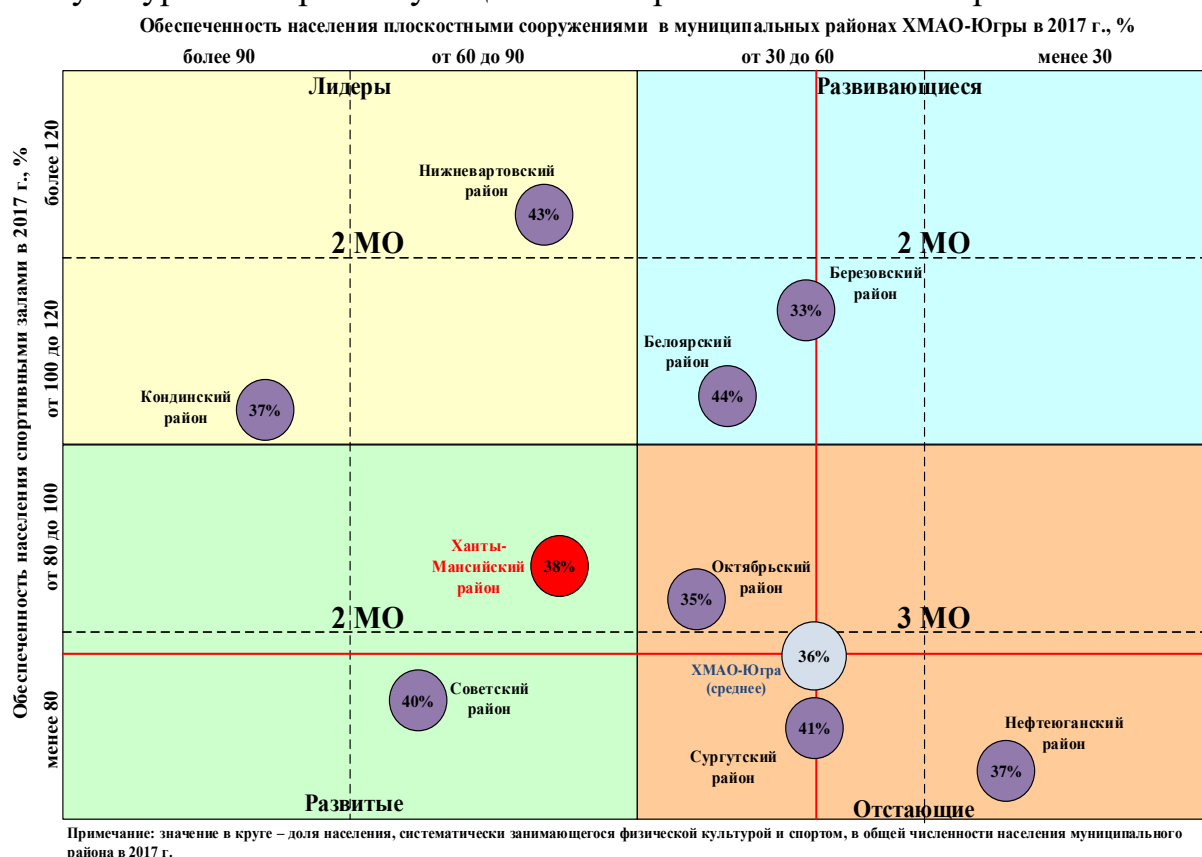 Обеспеченность населения плоскостными сооружениями в муниципальных районах ХМАО-Югры в 2017 г., %
более 90
от 60 до 90
от 30 до 60
менее 30
Обеспеченность населения спортивными залами в 2017 г., %
более 120
от 100 до 120
от 80 до 100
менее 80
Лидеры
Развивающиеся
Нижневартовский
район
43%
2 МО
2 МО
Березовский
район
33%
Белоярский
район
44%
Кондинский
район
37%
Ханты-
Мансийский
район
38%
Октябрьский
район
35%
2 МО
3 МО
36%
ХМАО-Югра
(среднее)
Советский
район
40%
41%
Сургутский
район
Нефтеюганский
район
37%
Развитые
Отстающие
Примечание: значение в круге – доля населения, систематически занимающегося физической культурой и спортом, в общей численности населения муниципального
района в 2017 г.